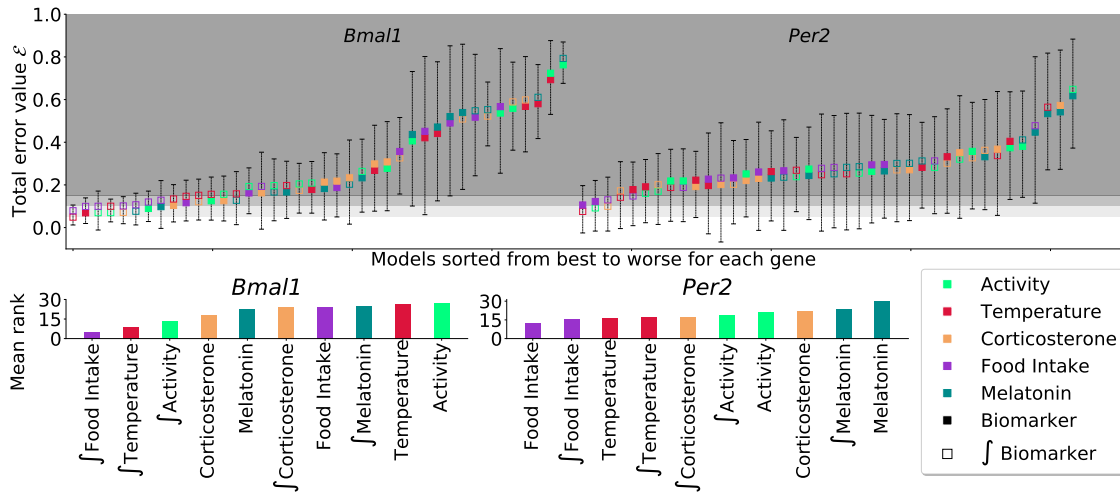 Total error value ℰ
1.0
0.8
0.6
0.4
0.2
0.0
Bmal1
Per2
Models sorted from best to worse for each gene
Mean rank
30
15
0
Bmal1
∫Food Intake
∫Temperature
∫Activity
Corticosterone
Melatonin
∫Corticosterone
Food Intake
∫Melatonin
Temperature
Activity
30
15
0
Per2
Food Intake
∫Food Intake
Temperature
∫Temperature
∫Corticosterone
∫Activity
Activity
Corticosterone
∫Melatonin
Melatonin
Activity
Temperature
Corticosterone
Food Intake
Melatonin
Biomarker
∫ Biomarker